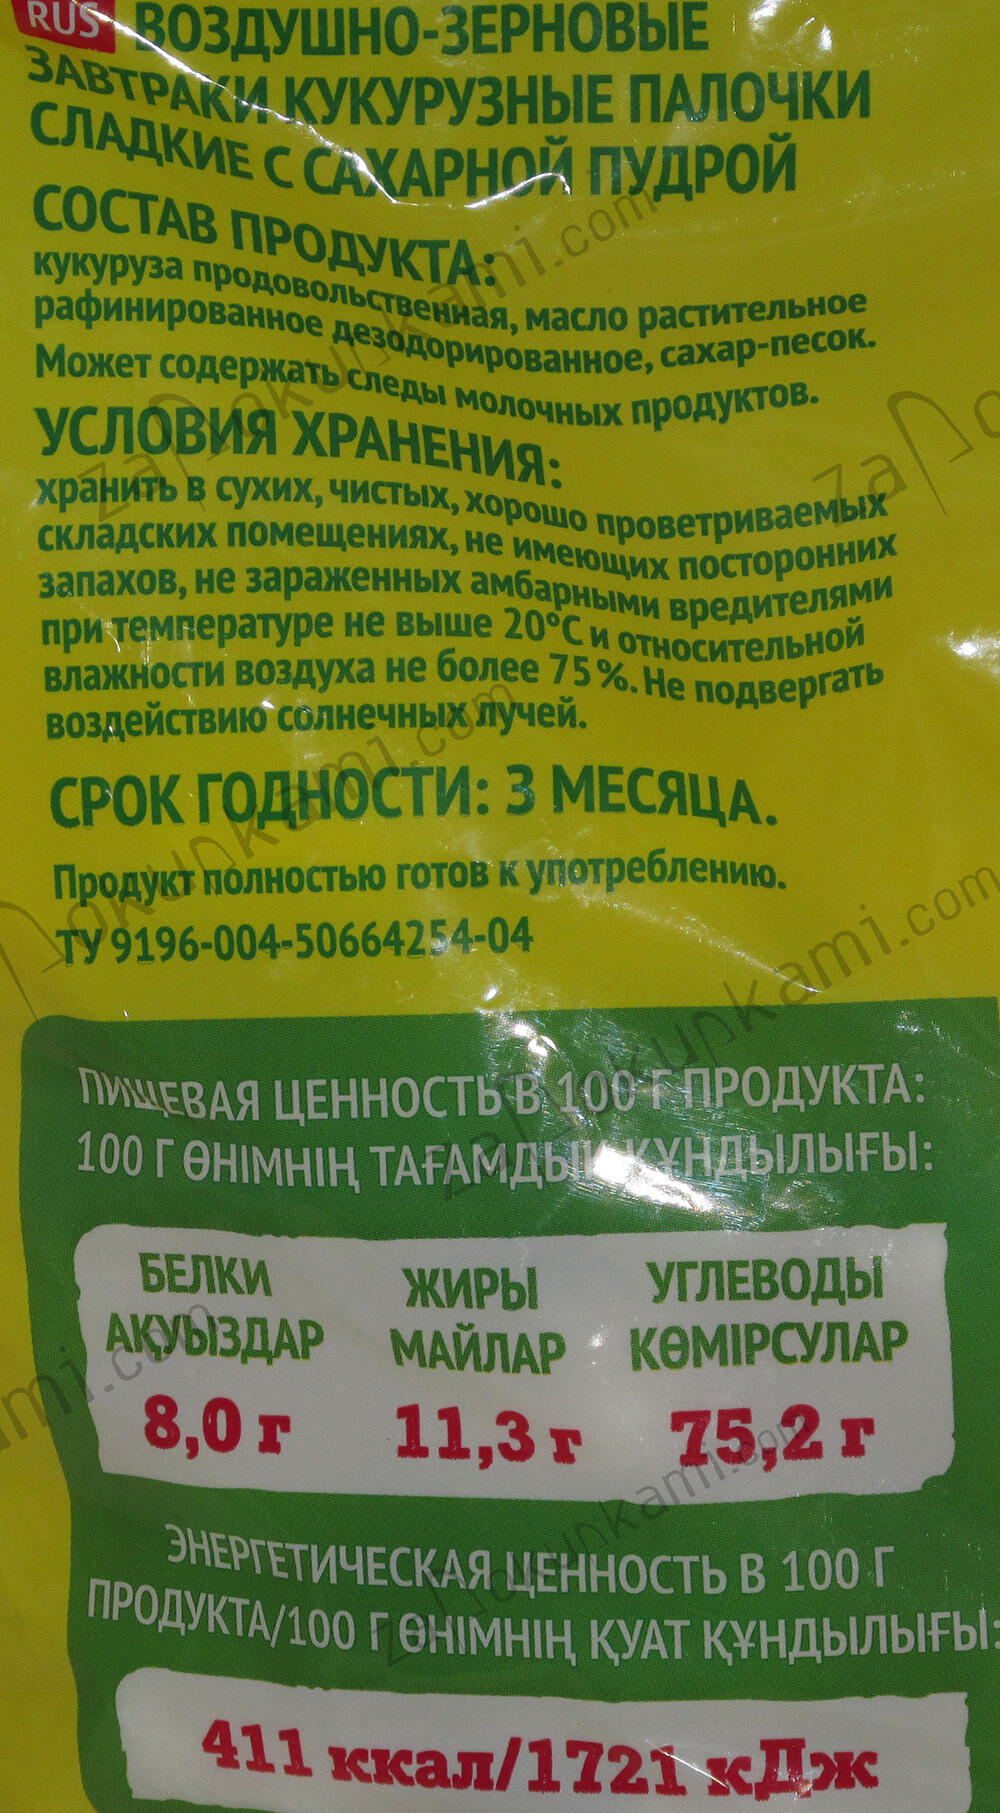 RUS
ВОЗДУШНО-ЗЕРНОВЫЕ
ЗАВТРАКИ КУКУРУЗНЫЕ ПАЛОЧКИ
СЛАДКИЕ С САХАРНОЙ ПУДРОЙ
СОСТАВ ПРОДУКТА:
кукуруза продовольственная, масло растительное
рафинированное дезодорированное, сахар-песок.
Может содержать следы молочных продуктов.
УСЛОВИЯ ХРАНЕНИЯ:
хранить в сухих, чистых, хорошо проветриваемых
складских помещениях, не имеющих посторонних
запахов, не зараженных амбарными вредителями
при температуре не выше 20°С и относительной
влажности воздуха не более 75%. Не подвергать
воздействию солнечных лучей.
СРОК ГОДНОСТИ: 3 МЕСЯЦА.
Продукт полностью готов к употреблению.
ТУ 9196-004-50664254-04
ПИЩЕВАЯ ЦЕННОСТЬ В 100 Г ПРОДУКТА:
100 Г ӨНІМНІҢ ТАҒАМДЫҚ ҚҰНДЫЛЫҒЫ:
БЕЛКИ ЖИРЫ УГЛЕВОДЫ
АҚУЫЗДАР МАЙЛАР КӨМІРСУЛАР
8,0 г 11,3 г 75,2 г
ЭНЕРГЕТИЧЕСКАЯ ЦЕННОСТЬ В 100 Г
ПРОДУКТА/100 Г ӨНІМНІҢ ҚУАТ ҚҰНДЫЛЫҒЫ:
411 ккал/1721 кДж
zaPokupkami.com